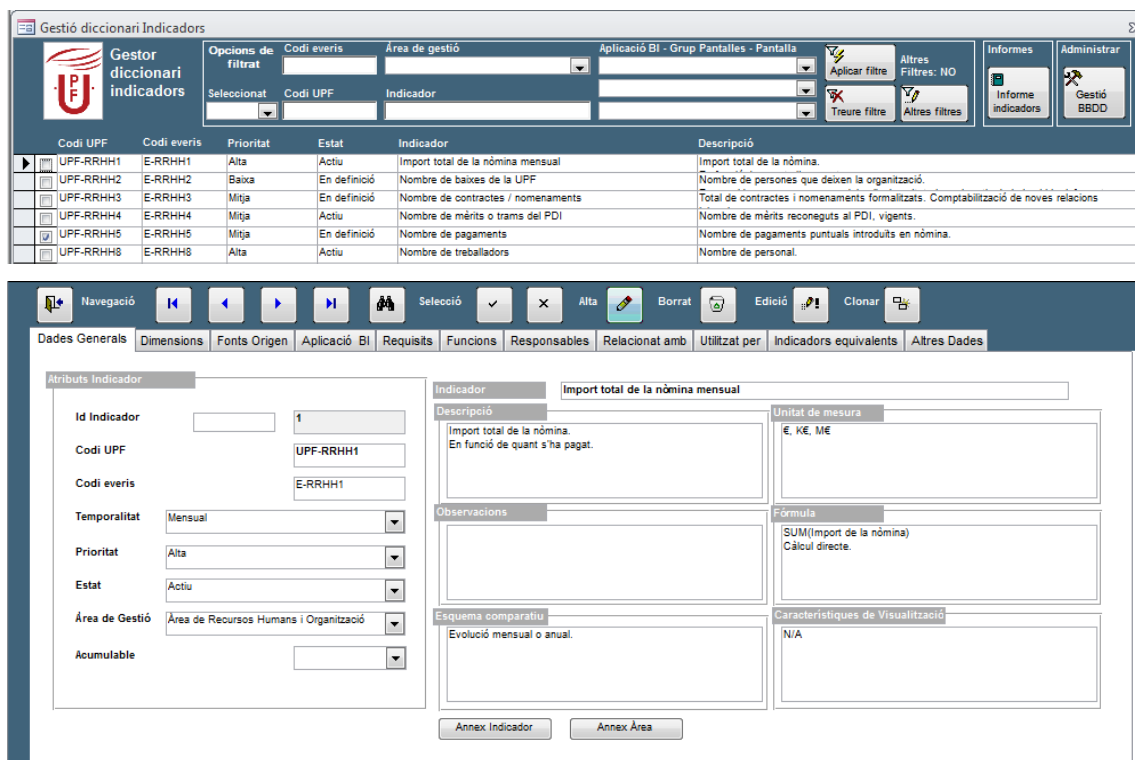 Gestió diccionari Indicadors
UPF
Gestor
diccionari
indicadors
Opcions de
filtrat
Codi everis
Área de gestió
Aplicació BI - Grup Pantalles - Pantalla
Aplicar filtre
Altres
Filtres: NO
Informes
Administrar
Seleccionat
Codi UPF
Indicador
Treure filtre
Altres filtres
Informe
indicadors
Gestió
BBDD
Codi UPF Codi everis Prioritat Estat Indicador Descripció
UPF-RRHH1 E-RRHH1 Alta Actiu Import total de la nòmina mensual Import total de la nòmina.
UPF-RRHH2 E-RRHH2 Baixa En definició Nombre de baixes de la UPF Nombre de persones que deixen la organització.
UPF-RRHH3 E-RRHH3 Mitja En definició Nombre de contractes / nomenaments Total de contractes i nomenaments formalitzats. Comptabilització de noves relacions
UPF-RRHH4 E-RRHH4 Mitja Actiu Nombre de mèrits o trams del PDI Nombre de mèrits reconeguts al PDI, vigents.
UPF-RRHH5 E-RRHH5 Mitja En definició Nombre de pagaments Nombre de pagaments puntuals introduïts en nòmina.
UPF-RRHH8 E-RRHH8 Alta Actiu Nombre de treballadors Nombre de personal.
Navegació Selecció Alta Borrat Edició Clonar
Dades Generals Dimensions Fonts Origen Aplicació BI Requisits Funcions Responsables Relacionat amb Utilitzat per Indicadors equivalents Altres Dades
Atributs Indicador
Id Indicador 1
Codi UPF UPF-RRHH1
Codi everis E-RRHH1
Temporalitat Mensual
Prioritat Alta
Estat Actiu
Área de Gestió Àrea de Recursos Humans i Organització
Acumulable
Indicador Import total de la nòmina mensual
Descripció
Import total de la nòmina.
En funció de quant s'ha pagat.
Unitat de mesura
€, K€, M€
Observacions
Fórmula
SUM(Import de la nòmina)
Càlcul directe.
Esquema comparatiu
Evolució mensual o anual.
Característiques de Visualització
N/A
Annex Indicador
Annex Àrea